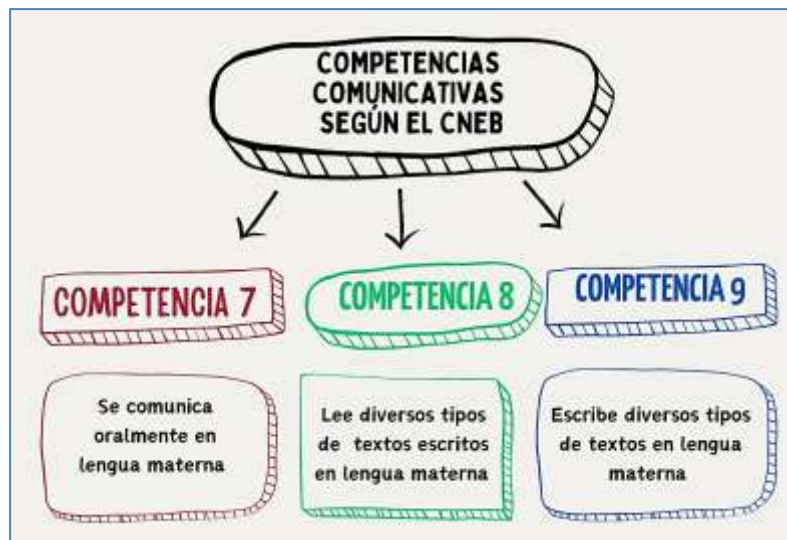 COMPETENCIAS
COMUNICATIVAS
SEGÚN EL CNEB
COMPETENCIA 7
COMPETENCIA 8
COMPETENCIA 9
Se comunica
oralmente en
lengua materna
Lee diversos tipos
de textos escritos
en lengua materna
Escribe diversos tipos
de textos en lengua
materna